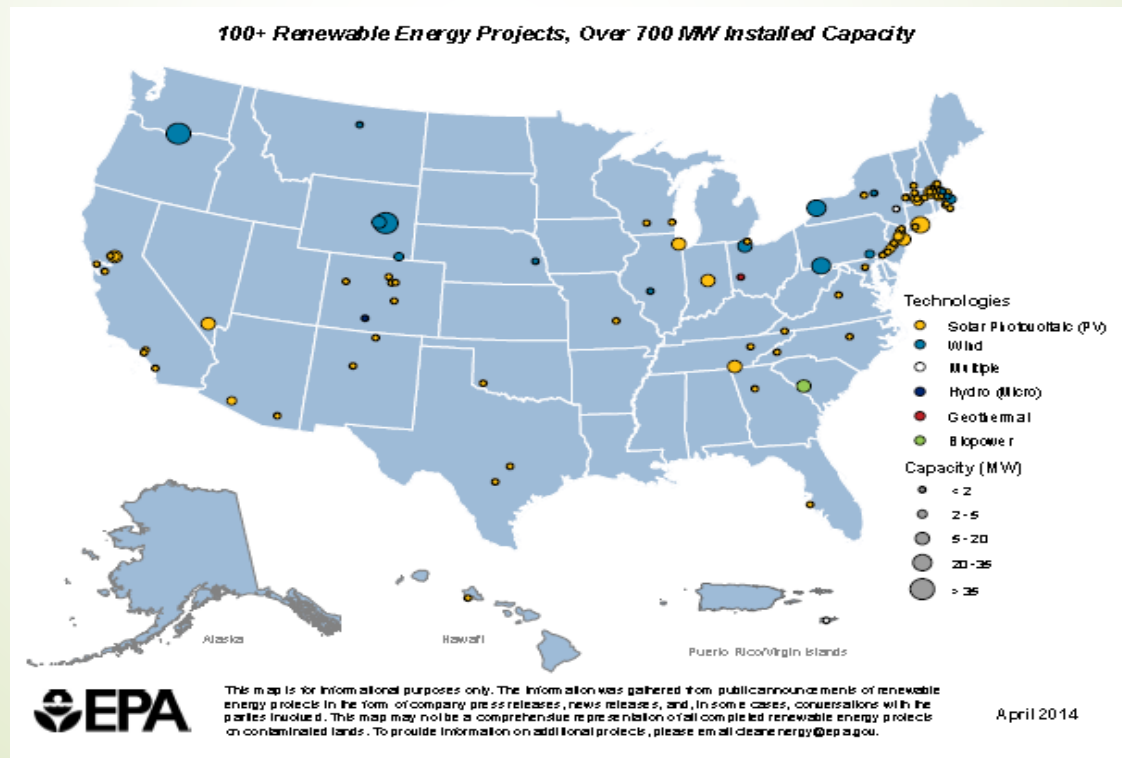 100+ Renewable Energy Projects, Over 700 MW Installed Capacity
Technologies
Solar Photovoltaic (PV)
Wind
Multiple
Hydro (Micro)
Geothermal
Biopower
Capacity (MW)
< 2
2 - 5
5 - 20
20 - 35
> 35
Alaska
Hawaii
Puerto Rico/Virgin Islands
EPA
This map is for informational purposes only. The information was gathered from public announcements of renewable
energy projects in the form of company press releases, news releases, and, in some cases, conversations with the
parties involved. This map may not be a comprehensive representation of all completed renewable energy projects
on contaminated lands. To provide information on additional projects, please email cleanenergy@epa.gov.
April 2014